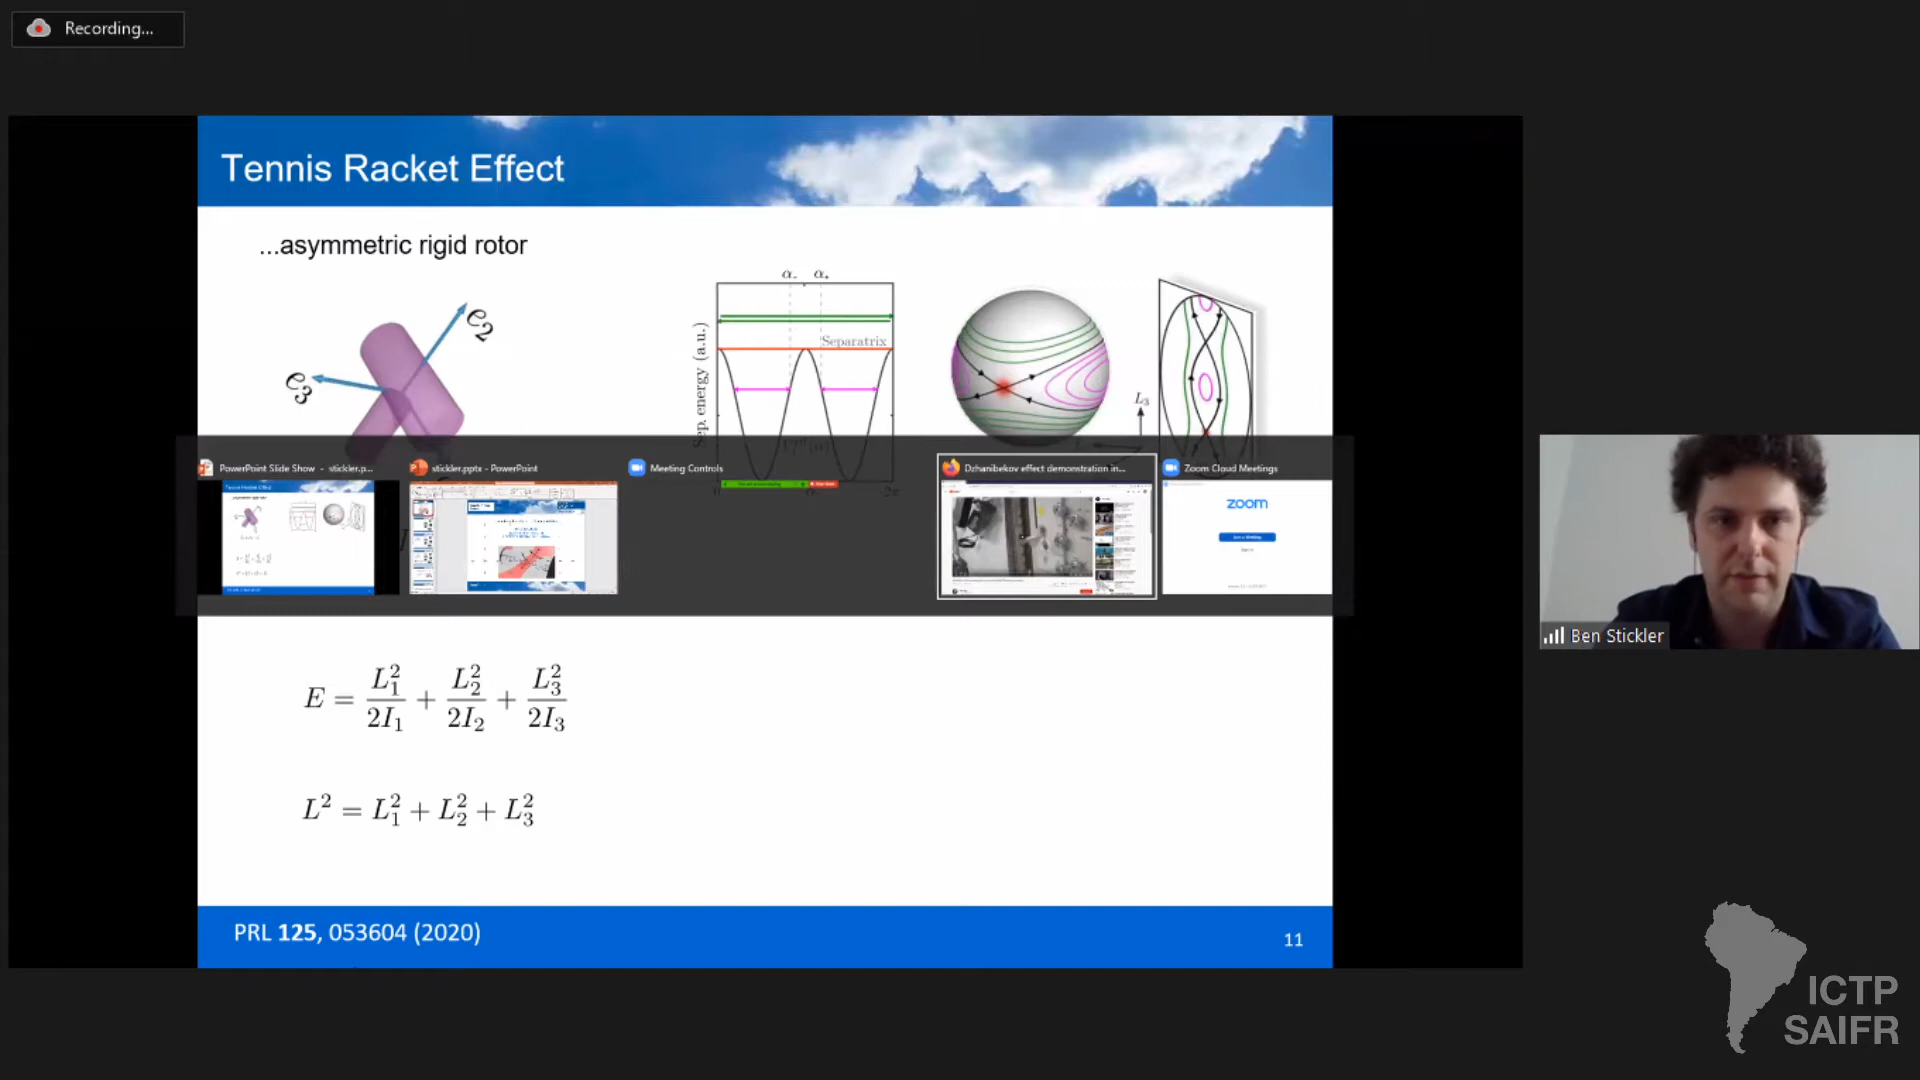 Recording...
Tennis Racket Effect
...asymmetric rigid rotor
e₂
e₃
α₋ α₊
Separatrix
Sep. energy (a.u.)
L₃
0
2π
PowerPoint Slide Show - stickler.p...
stickler.pptx - PowerPoint
Meeting Controls
Dzhanibekov effect demonstration in...
Zoom Cloud Meetings
zoom
E = L₁²/2I₁ + L₂²/2I₂ + L₃²/2I₃
L² = L₁² + L₂² + L₃²
PRL 125, 053604 (2020)
11
Ben Stickler
ICTP
SAIFR